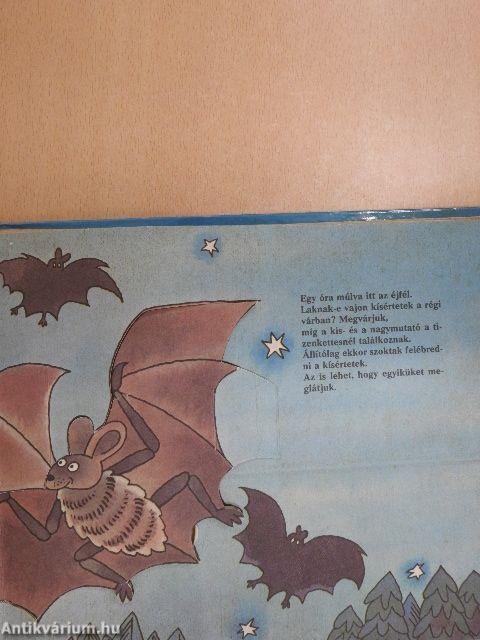 Egy óra múlva itt az éjfél.
Laknak-e vajon kísértetek a régi
várban? Megvárjuk,
míg a kis- és a nagymutató a ti-
zenkettesnél találkoznak.
Állítólag ekkor szoktak felébred-
ni a kísértetek.
Az is lehet, hogy egyiküket me-
glátjuk.
Antikvárium.hu